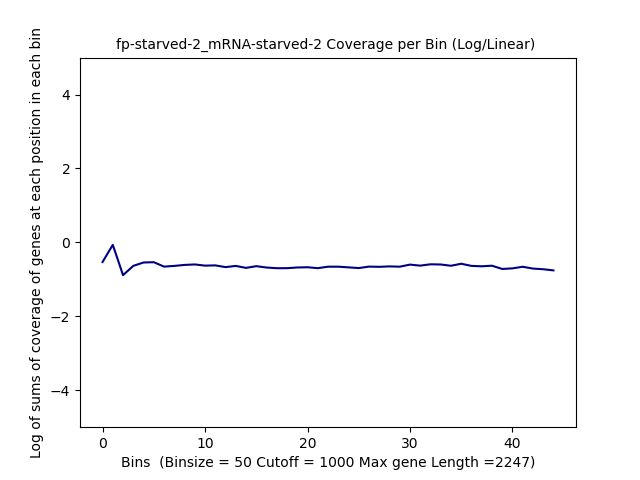 fp-starved-2_mRNA-starved-2 Coverage per Bin (Log/Linear)
Log of sums of coverage of genes at each position in each bin
4
2
0
−2
−4
0 10 20 30 40
Bins  (Binsize = 50 Cutoff = 1000 Max gene Length =2247)